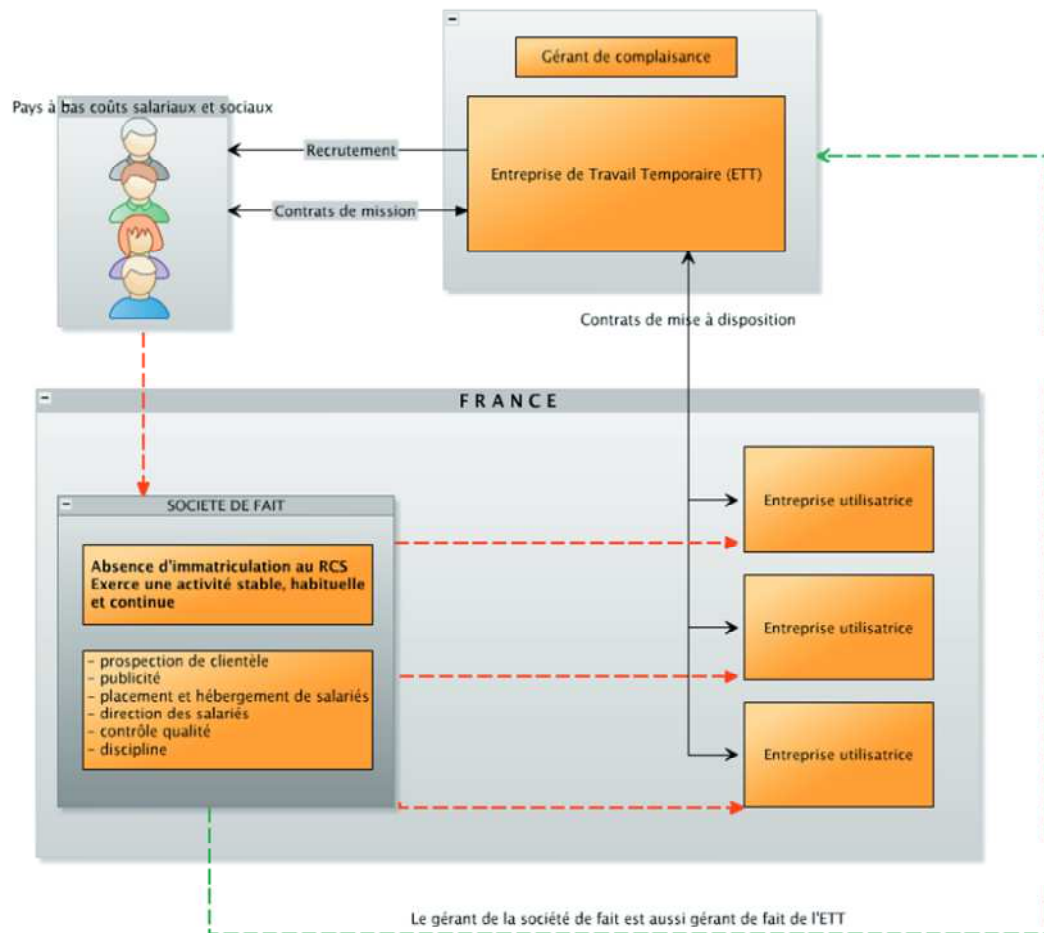 Gérant de complaisance
Pays à bas coûts salariaux et sociaux
Recrutement
Entreprise de Travail Temporaire (ETT)
Contrats de mission
Contrats de mise à disposition
FRANCE
SOCIETE DE FAIT
Absence d'immatriculation au RCS
Exerce une activité stable, habituelle
et continue
- prospection de clientèle
- publicité
- placement et hébergement de salariés
- direction des salariés
- contrôle qualité
- discipline
Entreprise utilisatrice
Entreprise utilisatrice
Entreprise utilisatrice
Le gérant de la société de fait est aussi gérant de fait de l'ETT